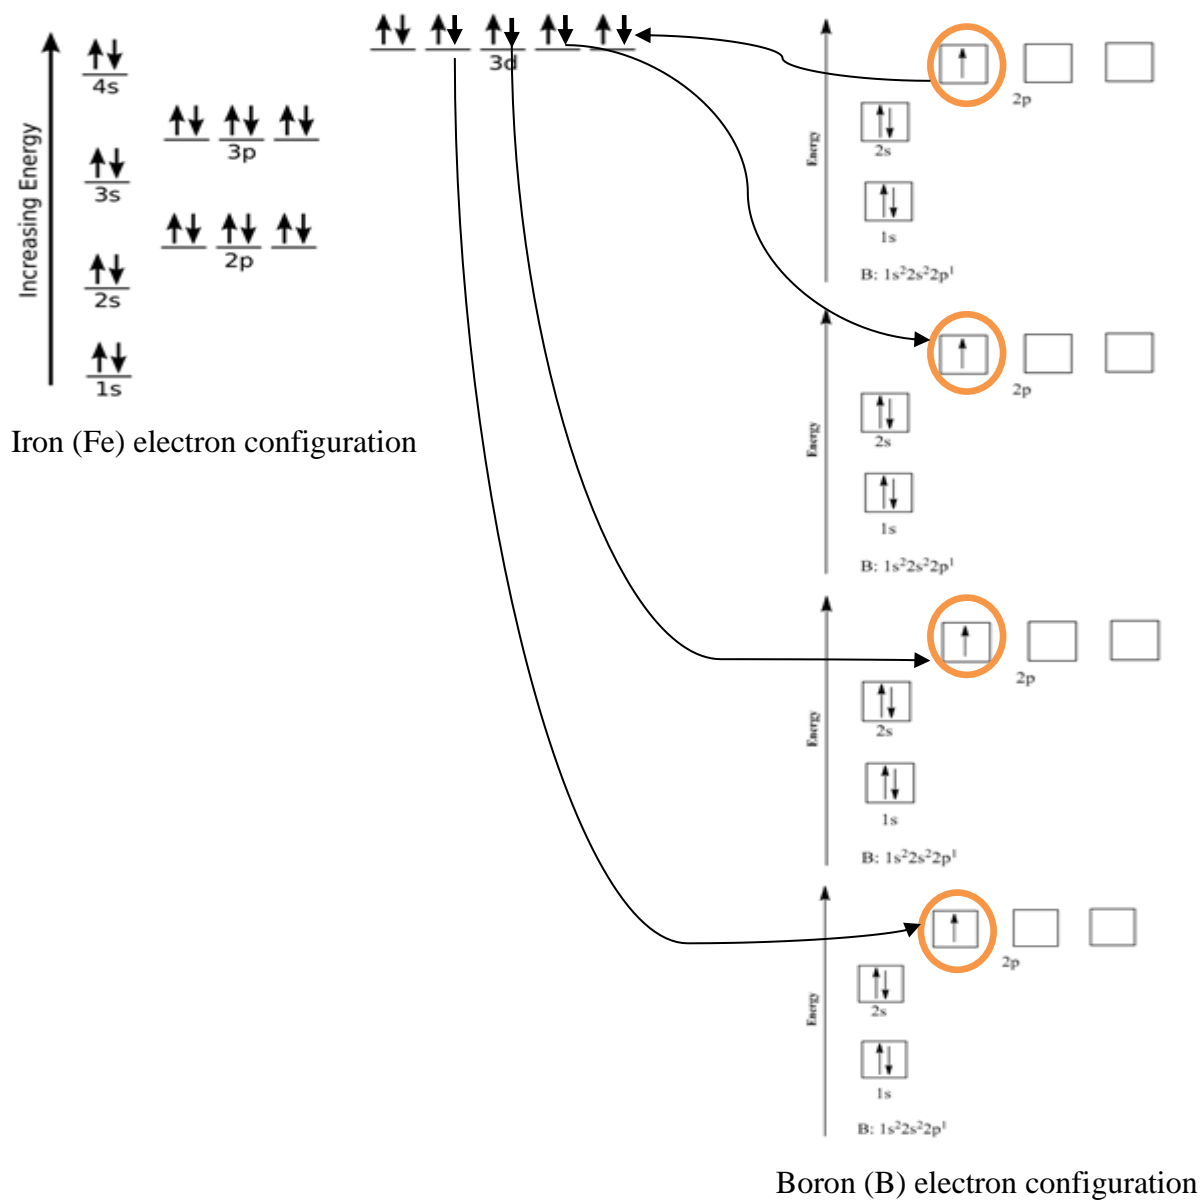 Increasing Energy
4s
3p
3s
2p
2s
1s
3d
Iron (Fe) electron configuration
Energy
2p
2s
1s
B: 1s²2s²2p¹
Energy
2p
2s
1s
B: 1s²2s²2p¹
Energy
2p
2s
1s
B: 1s²2s²2p¹
Energy
2p
2s
1s
B: 1s²2s²2p¹
Boron (B) electron configuration